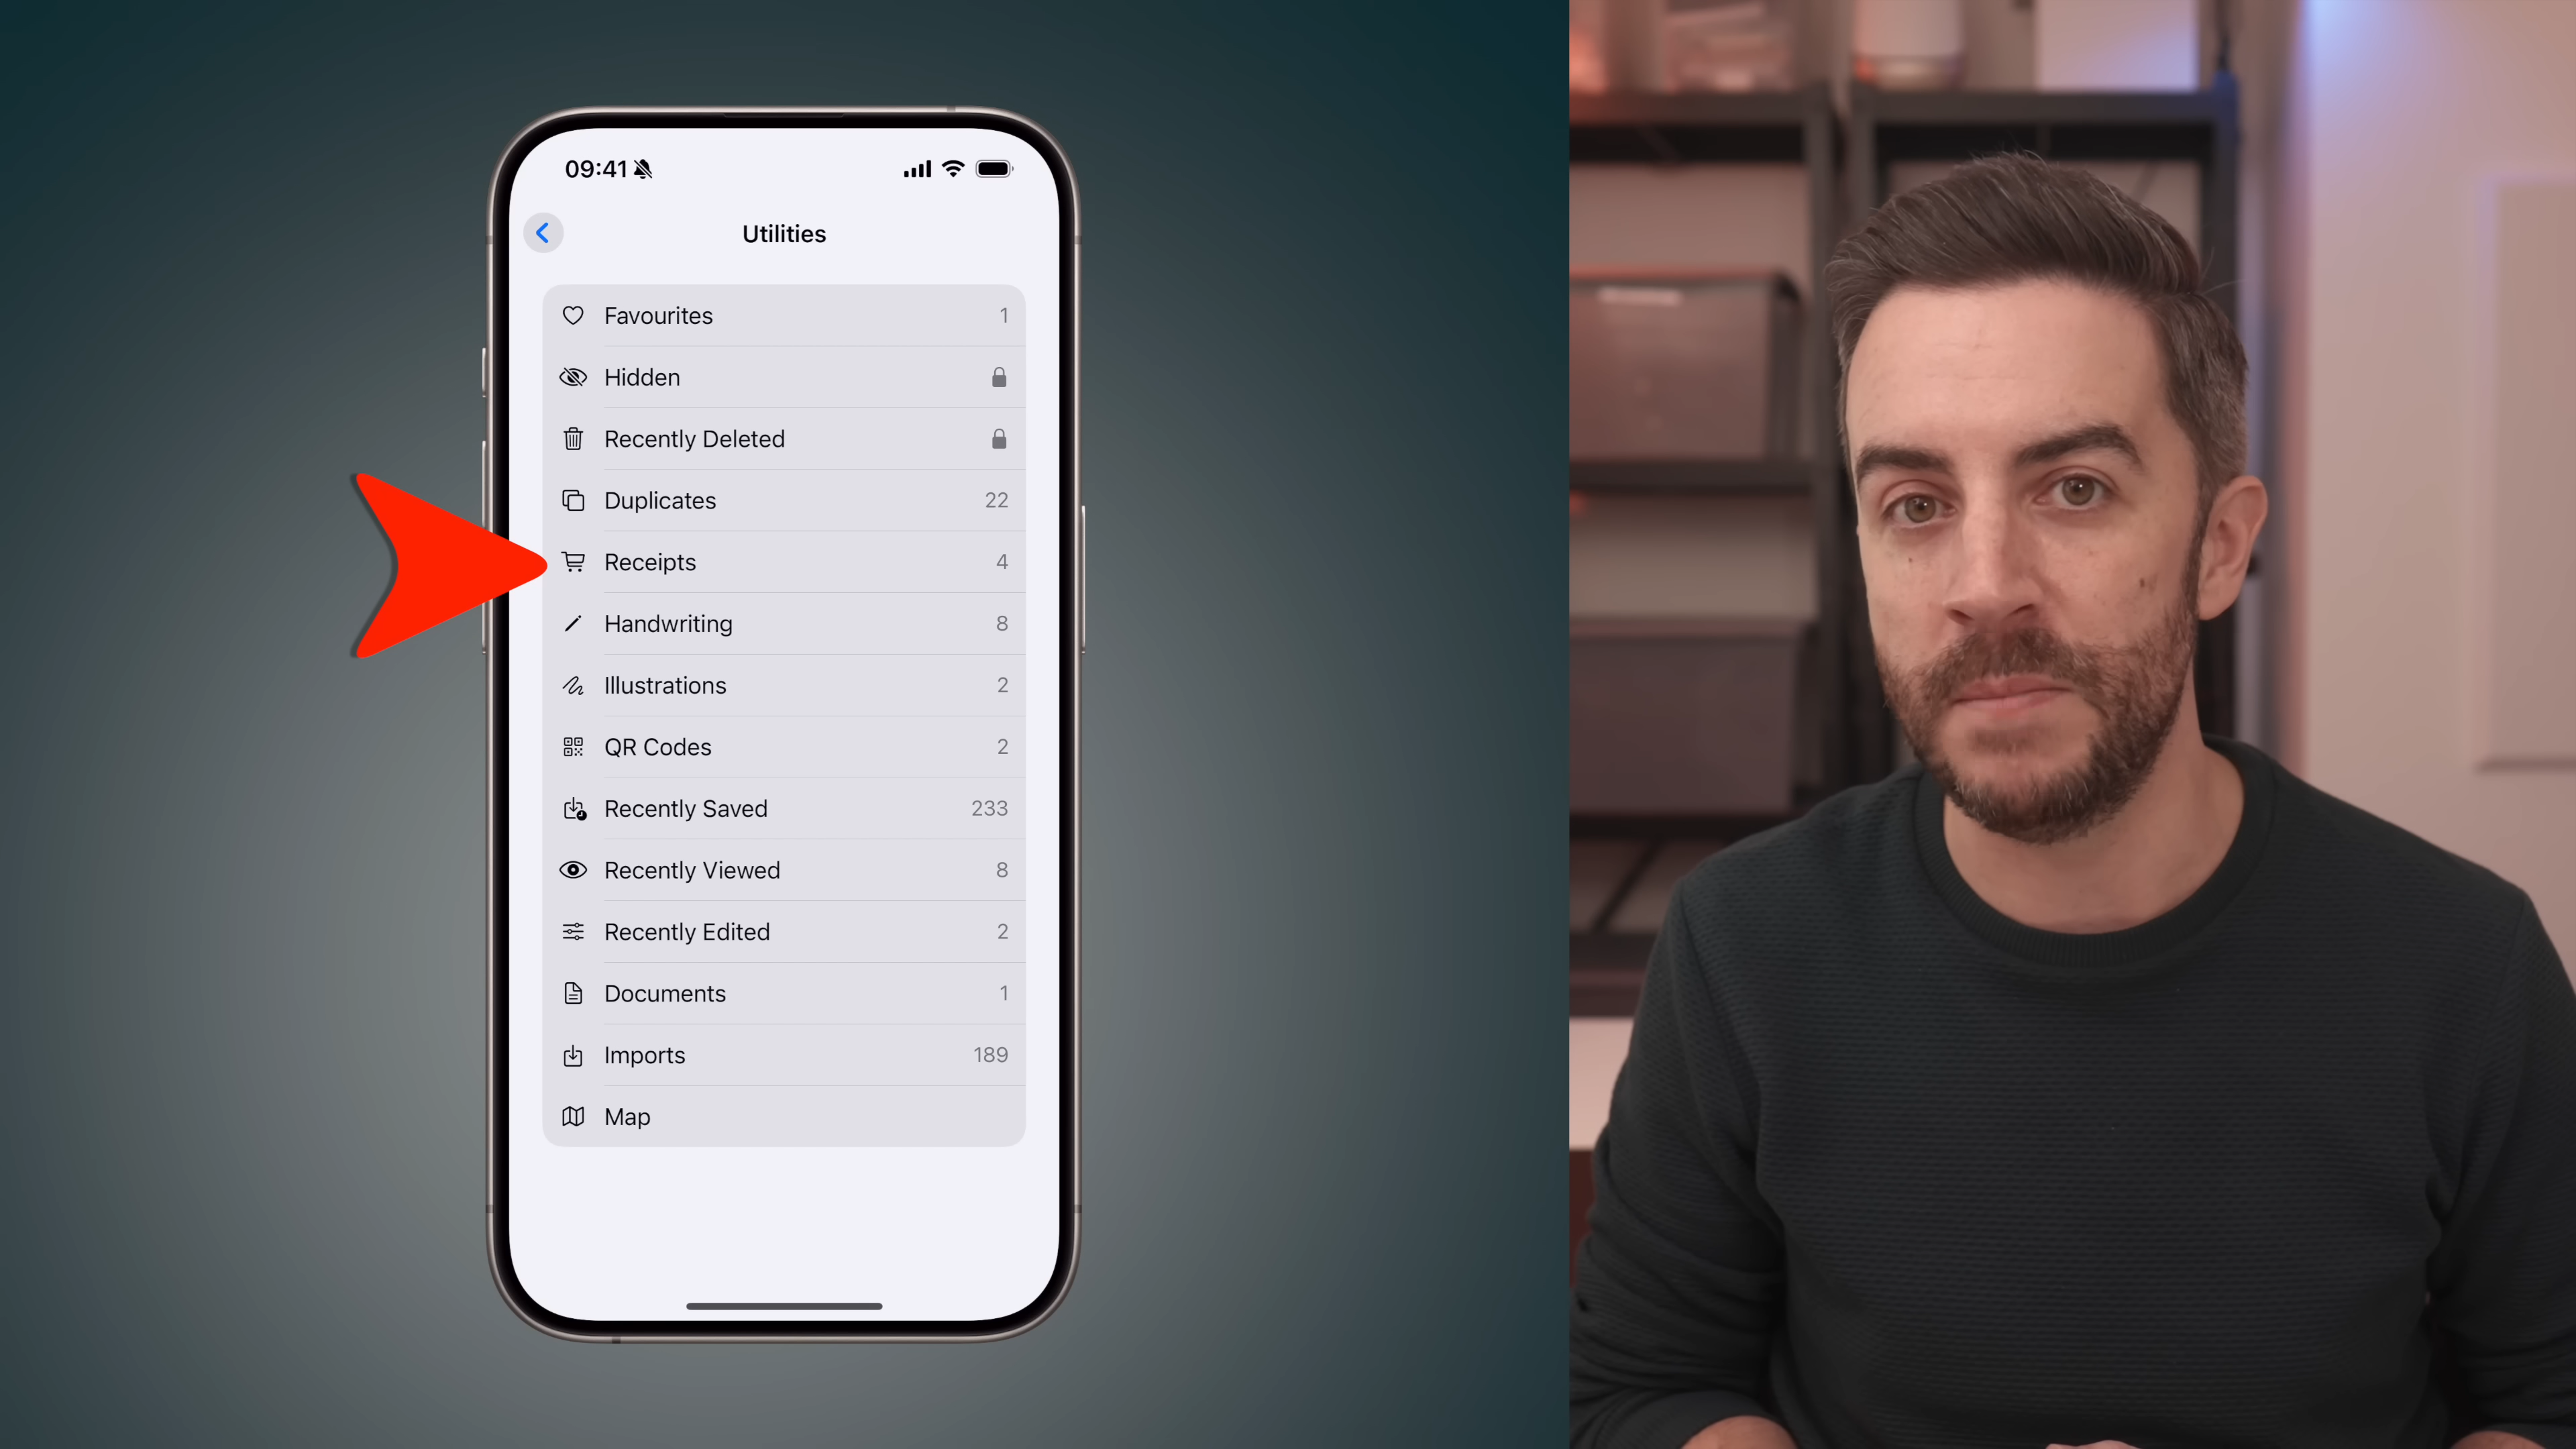 09:41
Utilities
Favourites 1
Hidden
Recently Deleted
Duplicates 22
Receipts 4
Handwriting 8
Illustrations 2
QR Codes 2
Recently Saved 233
Recently Viewed 8
Recently Edited 2
Documents 1
Imports 189
Map